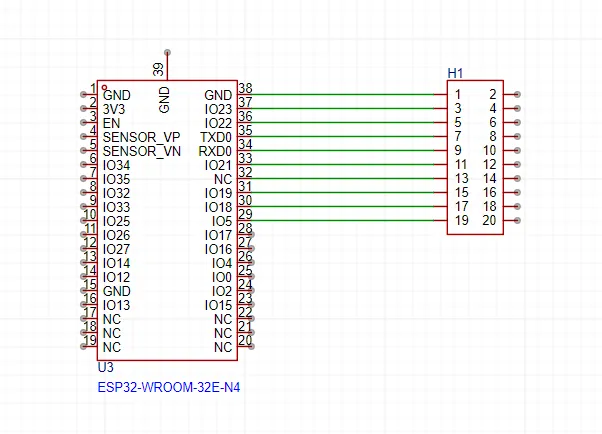 39
GND
H1
1 GND GND 38 1 2
2 3V3 IO23 37 3 4
3 EN IO22 36 5 6
4 SENSOR_VP TXD0 35 7 8
5 SENSOR_VN RXD0 34 9 10
6 IO34 IO21 33 11 12
7 IO35 NC 32 13 14
8 IO32 IO19 31 15 16
9 IO33 IO18 30 17 18
10 IO25 IO5 29 19 20
11 IO26 IO17 28
12 IO27 IO16 27
13 IO14 IO4 26
14 IO12 IO0 25
15 GND IO2 24
16 IO13 IO15 23
17 NC NC 22
18 NC NC 21
19 NC NC 20
U3
ESP32-WROOM-32E-N4